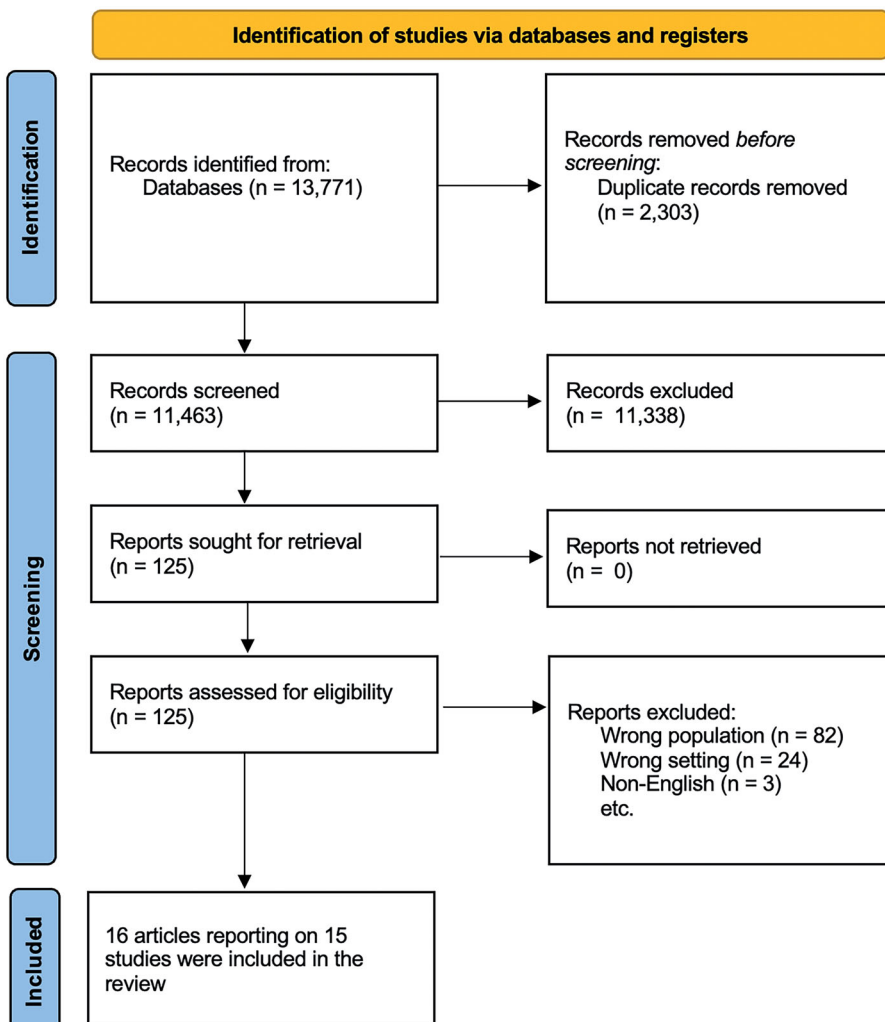 Identification of studies via databases and registers
Identification
Records identified from:
Databases (n = 13,771)
Records removed before
screening:
Duplicate records removed
(n = 2,303)
Screening
Records screened
(n = 11,463)
Records excluded
(n = 11,338)
Reports sought for retrieval
(n = 125)
Reports not retrieved
(n = 0)
Reports assessed for eligibility
(n = 125)
Reports excluded:
Wrong population (n = 82)
Wrong setting (n = 24)
Non-English (n = 3)
etc.
Included
16 articles reporting on 15
studies were included in the
review